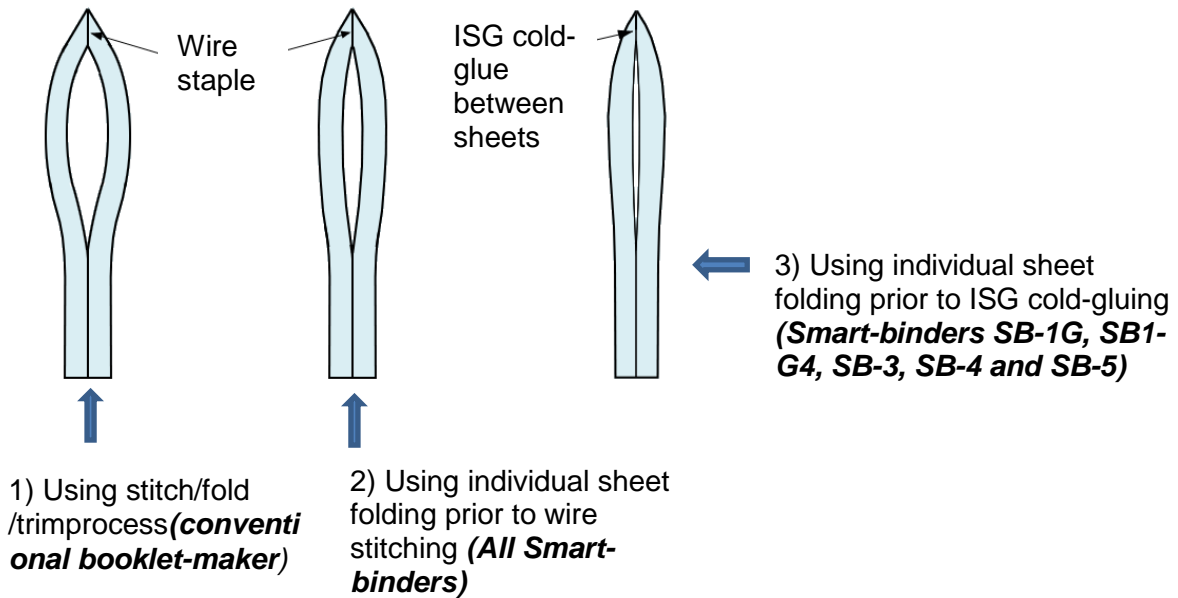 Wire
staple
ISG cold-
glue
between
sheets
3) Using individual sheet
folding prior to ISG cold-gluing
(Smart-binders SB-1G, SB1-
G4, SB-3, SB-4 and SB-5)
1) Using stitch/fold
/trimprocess(conventi
onal booklet-maker)
2) Using individual sheet
folding prior to wire
stitching (All Smart-
binders)